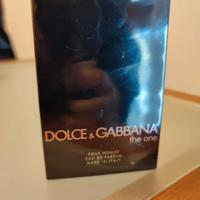 DOLCE & GABBANA
the one
POUR HOMME
EAU DE PARFUM
MADE IN ITALY